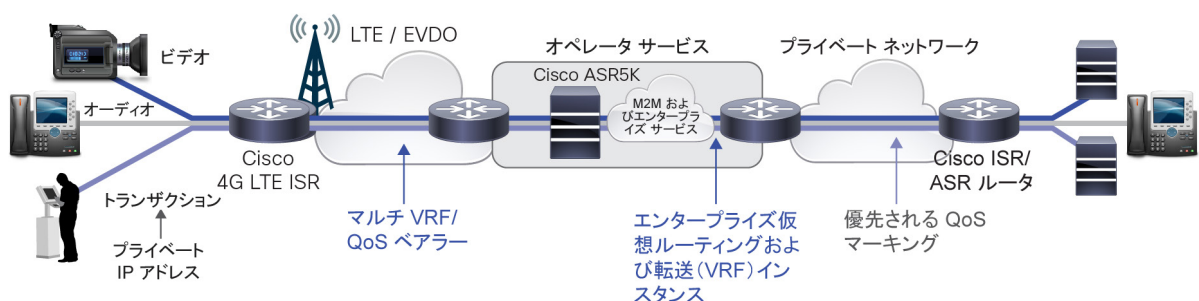 ビデオ
オーディオ
トランザクション
プライベート
IP アドレス
LTE / EVDO
Cisco
4G LTE ISR
マルチ VRF/
QoS ベアラー
オペレータ サービス
Cisco ASR5K
M2M およ
びエンタープラ
イズ サービス
エンタープライズ仮
想ルーティングおよ
び転送(VRF)イン
スタンス
プライベート ネットワーク
優先される QoS
マーキング
Cisco ISR/
ASR ルータ